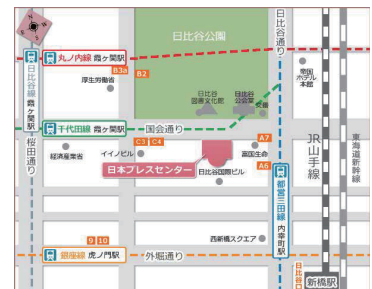 日比谷公園
日比谷通り
丸ノ内線 霞ヶ関駅
B3a
B2
厚生労働省
日比谷線 霞ヶ関駅
桜田通り
日比谷
図書文化館
日比谷
公会堂
帝国
ホテル
本館
千代田線 霞ヶ関駅
国会通り
経済産業省
イイノビル
C3
C4
A7
富国生命
日本プレスセンター
日比谷国際ビル
A6
都営三田線 内幸町駅
JR山手線
東海道新幹線
西新橋スクエア
9
10
銀座線 虎ノ門駅
外堀通り
日比谷口
新橋駅